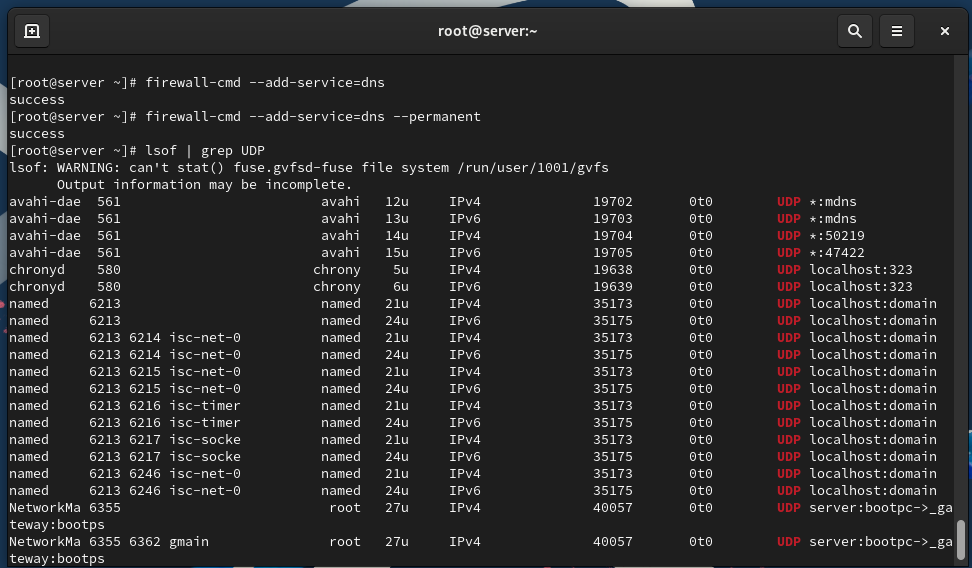 root@server:~
[root@server ~]# firewall-cmd --add-service=dns
success
[root@server ~]# firewall-cmd --add-service=dns --permanent
success
[root@server ~]# lsof | grep UDP
lsof: WARNING: can't stat() fuse.gvfsd-fuse file system /run/user/1001/gvfs
      Output information may be incomplete.
avahi-dae  561                         avahi   12u     IPv4              19702       0t0        UDP *:mdns
avahi-dae  561                         avahi   13u     IPv6              19703       0t0        UDP *:mdns
avahi-dae  561                         avahi   14u     IPv4              19704       0t0        UDP *:50219
avahi-dae  561                         avahi   15u     IPv6              19705       0t0        UDP *:47422
chronyd    580                        chrony    5u     IPv4              19638       0t0        UDP localhost:323
chronyd    580                        chrony    6u     IPv6              19639       0t0        UDP localhost:323
named     6213                         named   21u     IPv4              35173       0t0        UDP localhost:domain
named     6213                         named   24u     IPv6              35175       0t0        UDP localhost:domain
named     6213 6214 isc-net-0          named   21u     IPv4              35173       0t0        UDP localhost:domain
named     6213 6214 isc-net-0          named   24u     IPv6              35175       0t0        UDP localhost:domain
named     6213 6215 isc-net-0          named   21u     IPv4              35173       0t0        UDP localhost:domain
named     6213 6215 isc-net-0          named   24u     IPv6              35175       0t0        UDP localhost:domain
named     6213 6216 isc-timer          named   21u     IPv4              35173       0t0        UDP localhost:domain
named     6213 6216 isc-timer          named   24u     IPv6              35175       0t0        UDP localhost:domain
named     6213 6217 isc-socke          named   21u     IPv4              35173       0t0        UDP localhost:domain
named     6213 6217 isc-socke          named   24u     IPv6              35175       0t0        UDP localhost:domain
named     6213 6246 isc-net-0          named   21u     IPv4              35173       0t0        UDP localhost:domain
named     6213 6246 isc-net-0          named   24u     IPv6              35175       0t0        UDP localhost:domain
NetworkMa 6355                          root   27u     IPv4              40057       0t0        UDP server:bootpc->_ga
teway:bootps
NetworkMa 6355 6362 gmain               root   27u     IPv4              40057       0t0        UDP server:bootpc->_ga
teway:bootps